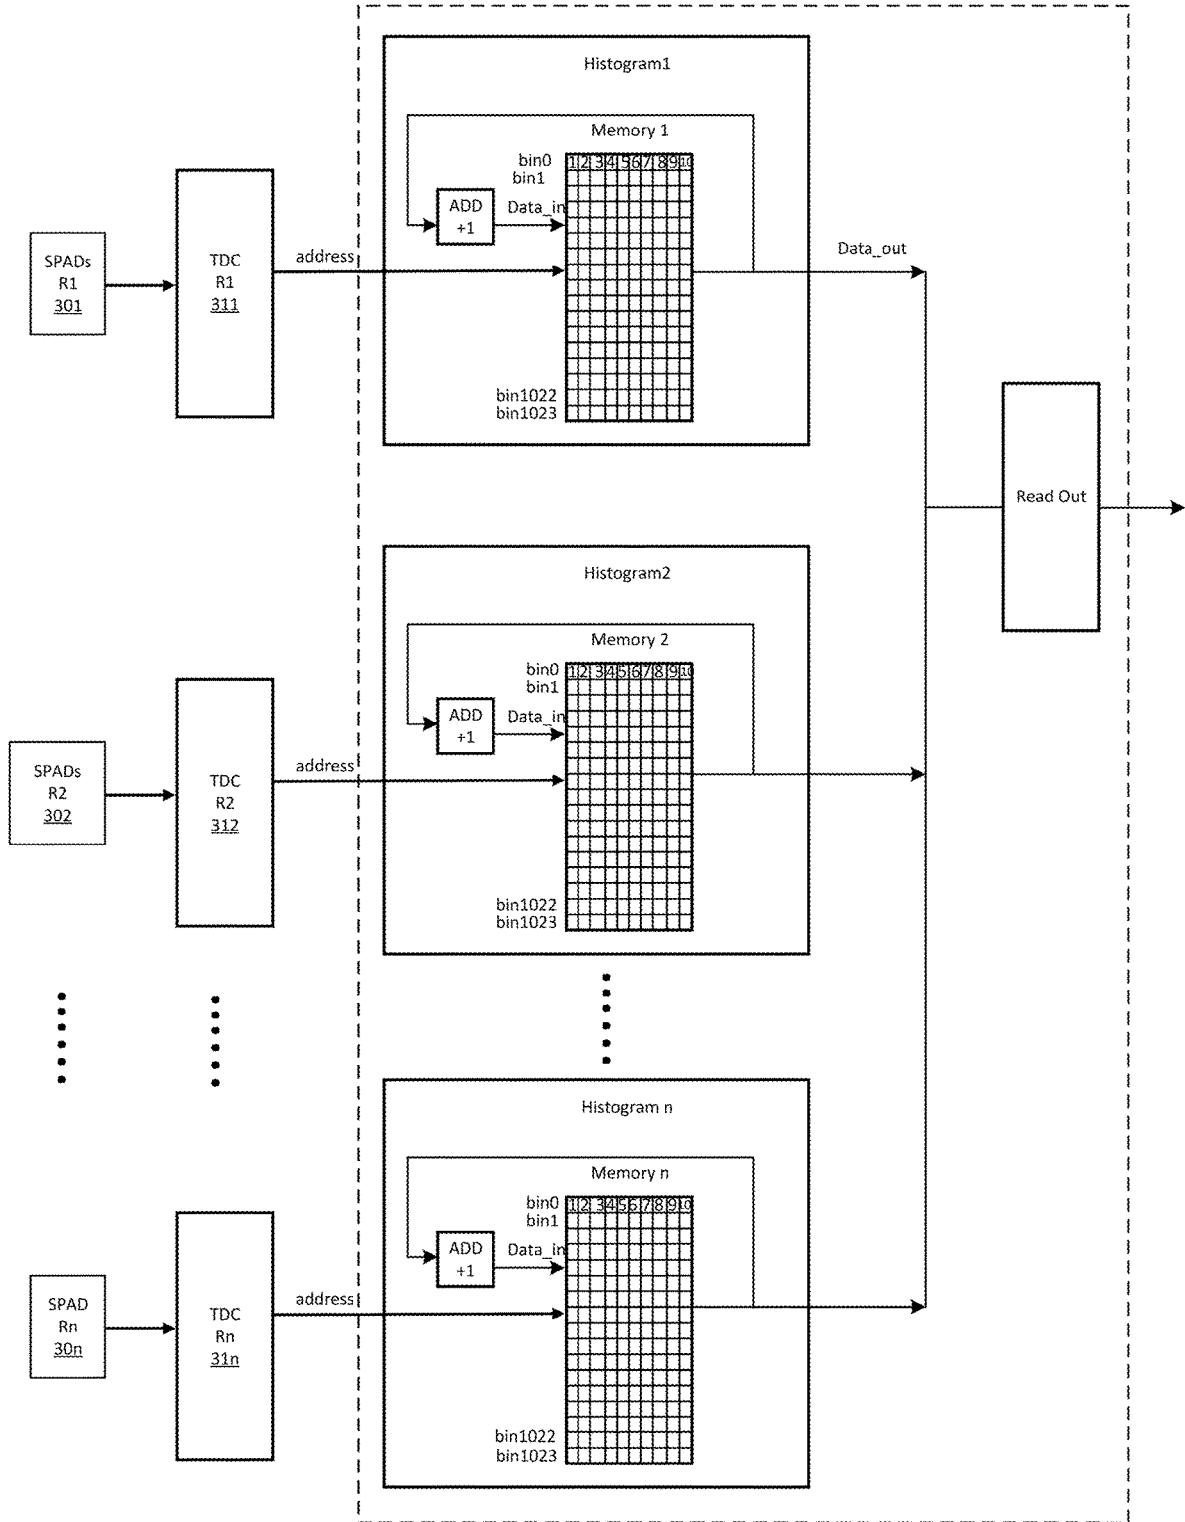 Histogram1
Memory 1
bin0
1 2 3 4 5 6 7 8 9 10
bin1
ADD
+1
Data_in
SPADs
R1
301
TDC
R1
311
address
Data_out
bin1022
bin1023
Read Out
Histogram2
Memory 2
bin0
1 2 3 4 5 6 7 8 9 10
bin1
ADD
+1
Data_in
SPADs
R2
302
TDC
R2
312
address
bin1022
bin1023
Histogram n
Memory n
bin0
1 2 3 4 5 6 7 8 9 10
bin1
ADD
+1
Data_in
SPAD
Rn
30n
TDC
Rn
31n
address
bin1022
bin1023